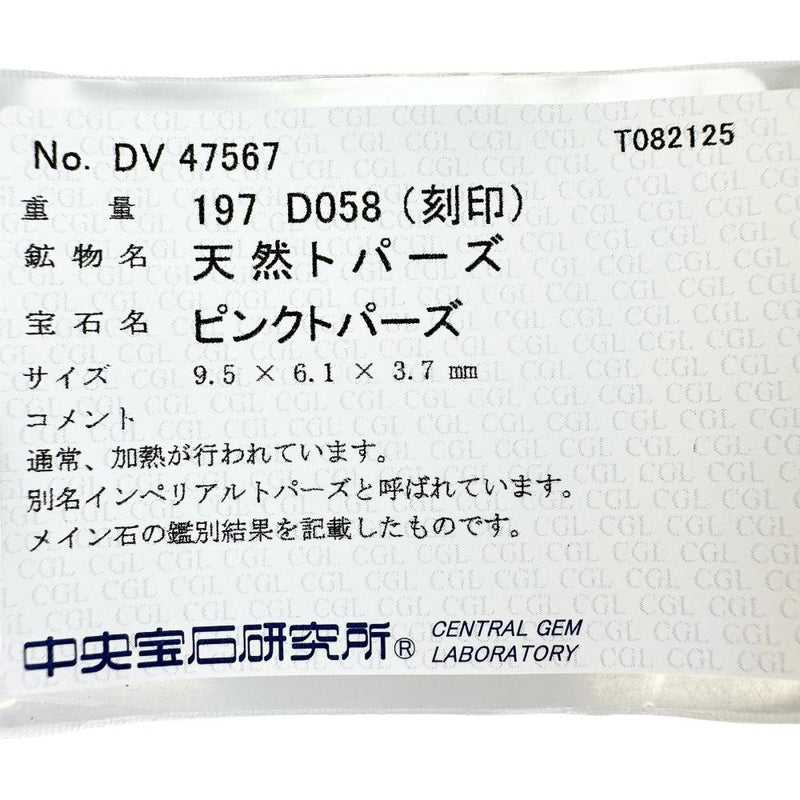 No. DV 47567
T082125
重量 197 D058 (刻印)
鉱物名 天然トパーズ
宝石名 ピンクトパーズ
サイズ 9.5 × 6.1 × 3.7 mm
コメント
通常、加熱が行われています。
別名インペリアルトパーズと呼ばれています。
メイン石の鑑別結果を記載したものです。
中央宝石研究所® CENTRAL GEM
LABORATORY